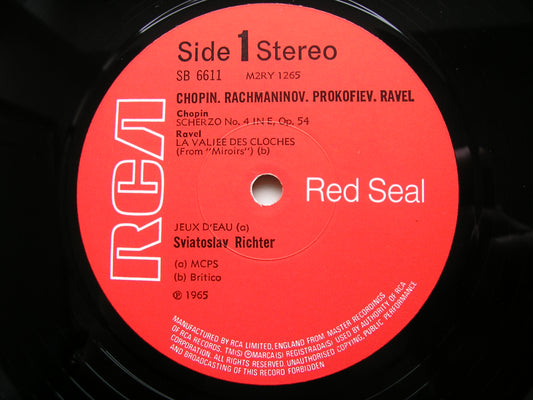 Side 1 Stereo
SB 6611 M2RY 1265
CHOPIN. RACHMANINOV. PROKOFIEV. RAVEL
Chopin
SCHERZO No. 4 IN E, Op. 54
Ravel
LA VALLEE DES CLOCHES
(From "Miroirs") (b)
RCA
Red Seal
JEUX D'EAU (a)
Sviatoslav Richter
(a) MCPS
(b) Britico
℗ 1965
MANUFACTURED BY RCA LIMITED, ENGLAND FROM MASTER RECORDINGS
OF RCA RECORDS. TM(S) ® MARCA(S) REGISTRADA(S) USED BY AUTHORITY OF RCA
CORPORATION. ALL RIGHTS RESERVED. UNAUTHORISED COPYING, PUBLIC PERFORMANCE
AND BROADCASTING OF THIS RECORD FORBIDDEN